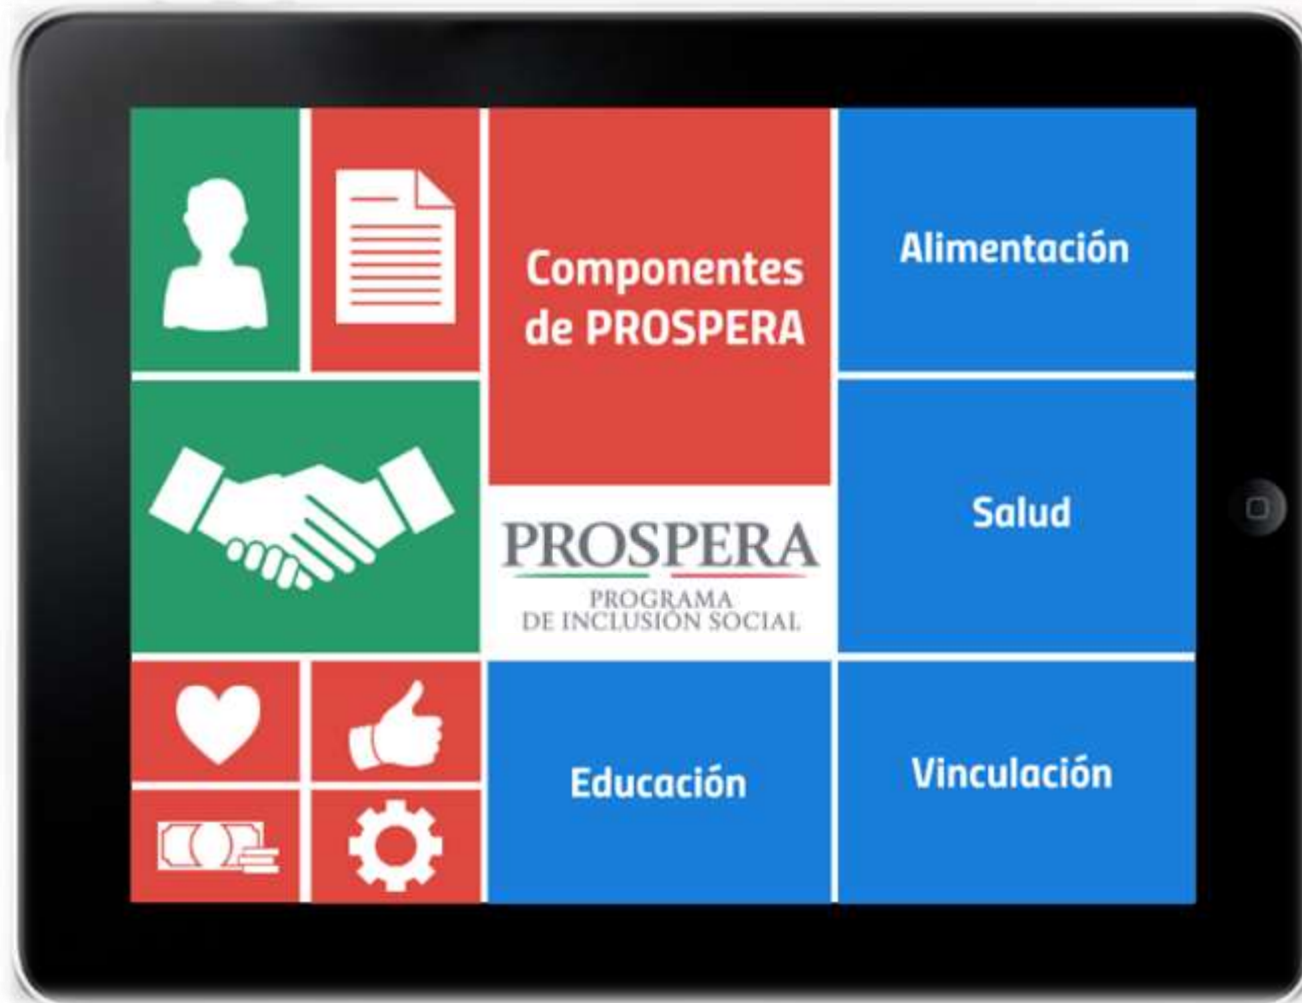 Componentes
de PROSPERA
Alimentación
Salud
PROSPERA
PROGRAMA
DE INCLUSIÓN SOCIAL
Educación
Vinculación